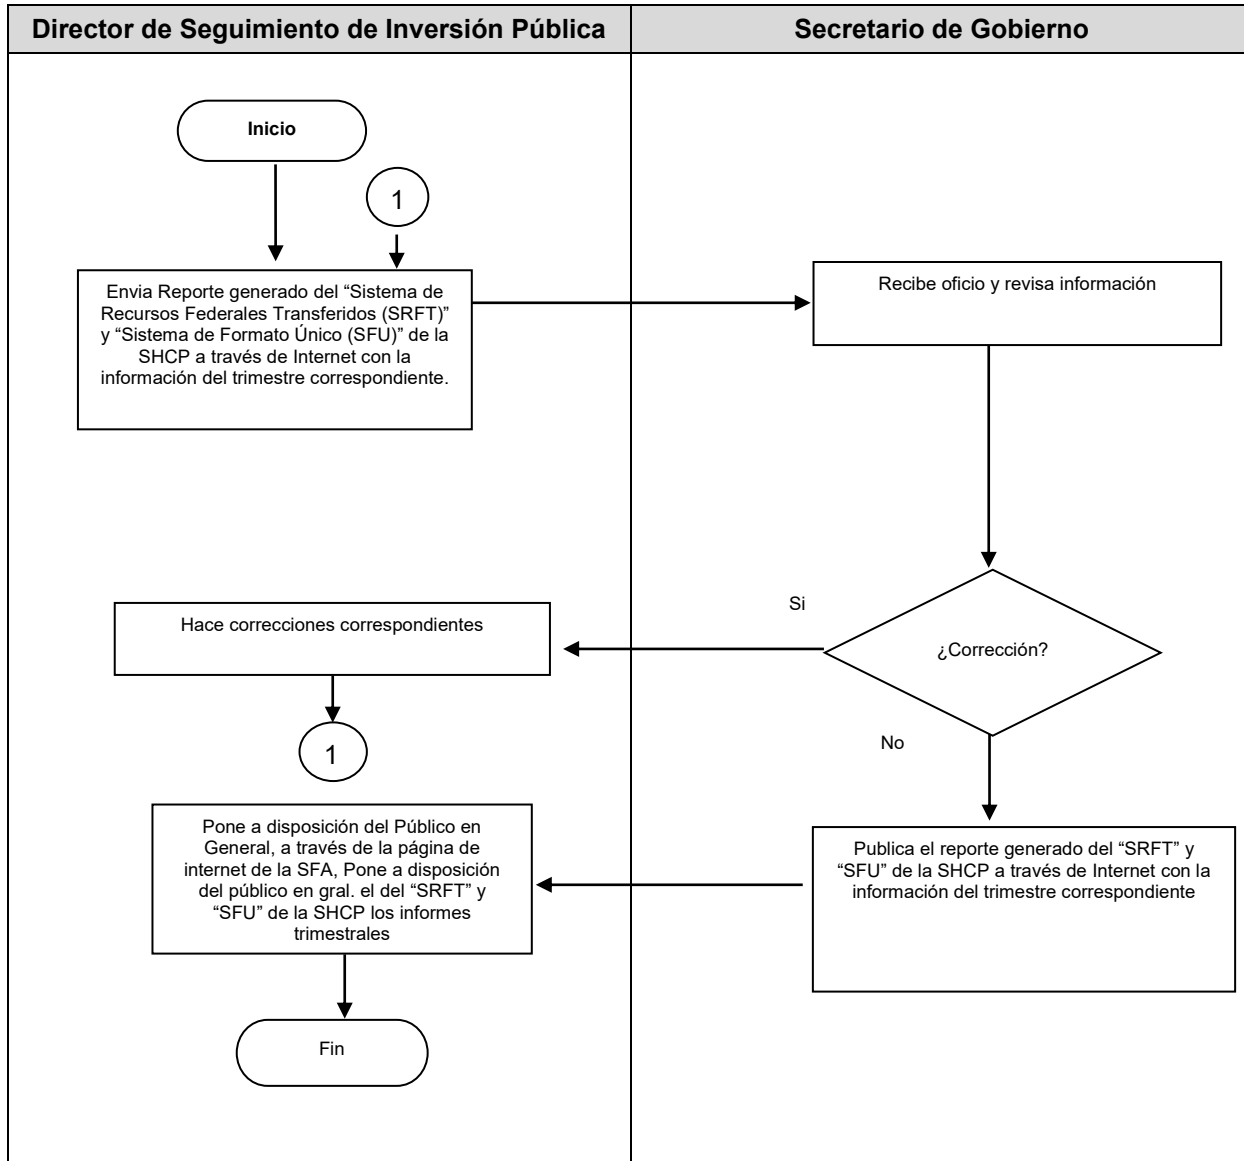 Director de Seguimiento de Inversión Pública
Secretario de Gobierno
Inicio
1
Envia Reporte generado del “Sistema de
Recursos Federales Transferidos (SRFT)”
y “Sistema de Formato Único (SFU)” de la
SHCP a través de Internet con la
información del trimestre correspondiente.
Recibe oficio y revisa información
¿Corrección?
Si
Hace correcciones correspondientes
1
No
Publica el reporte generado del “SRFT” y
“SFU” de la SHCP a través de Internet con la
información del trimestre correspondiente
Pone a disposición del Público en
General, a través de la página de
internet de la SFA, Pone a disposición
del público en gral. el del “SRFT” y
“SFU” de la SHCP los informes
trimestrales
Fin